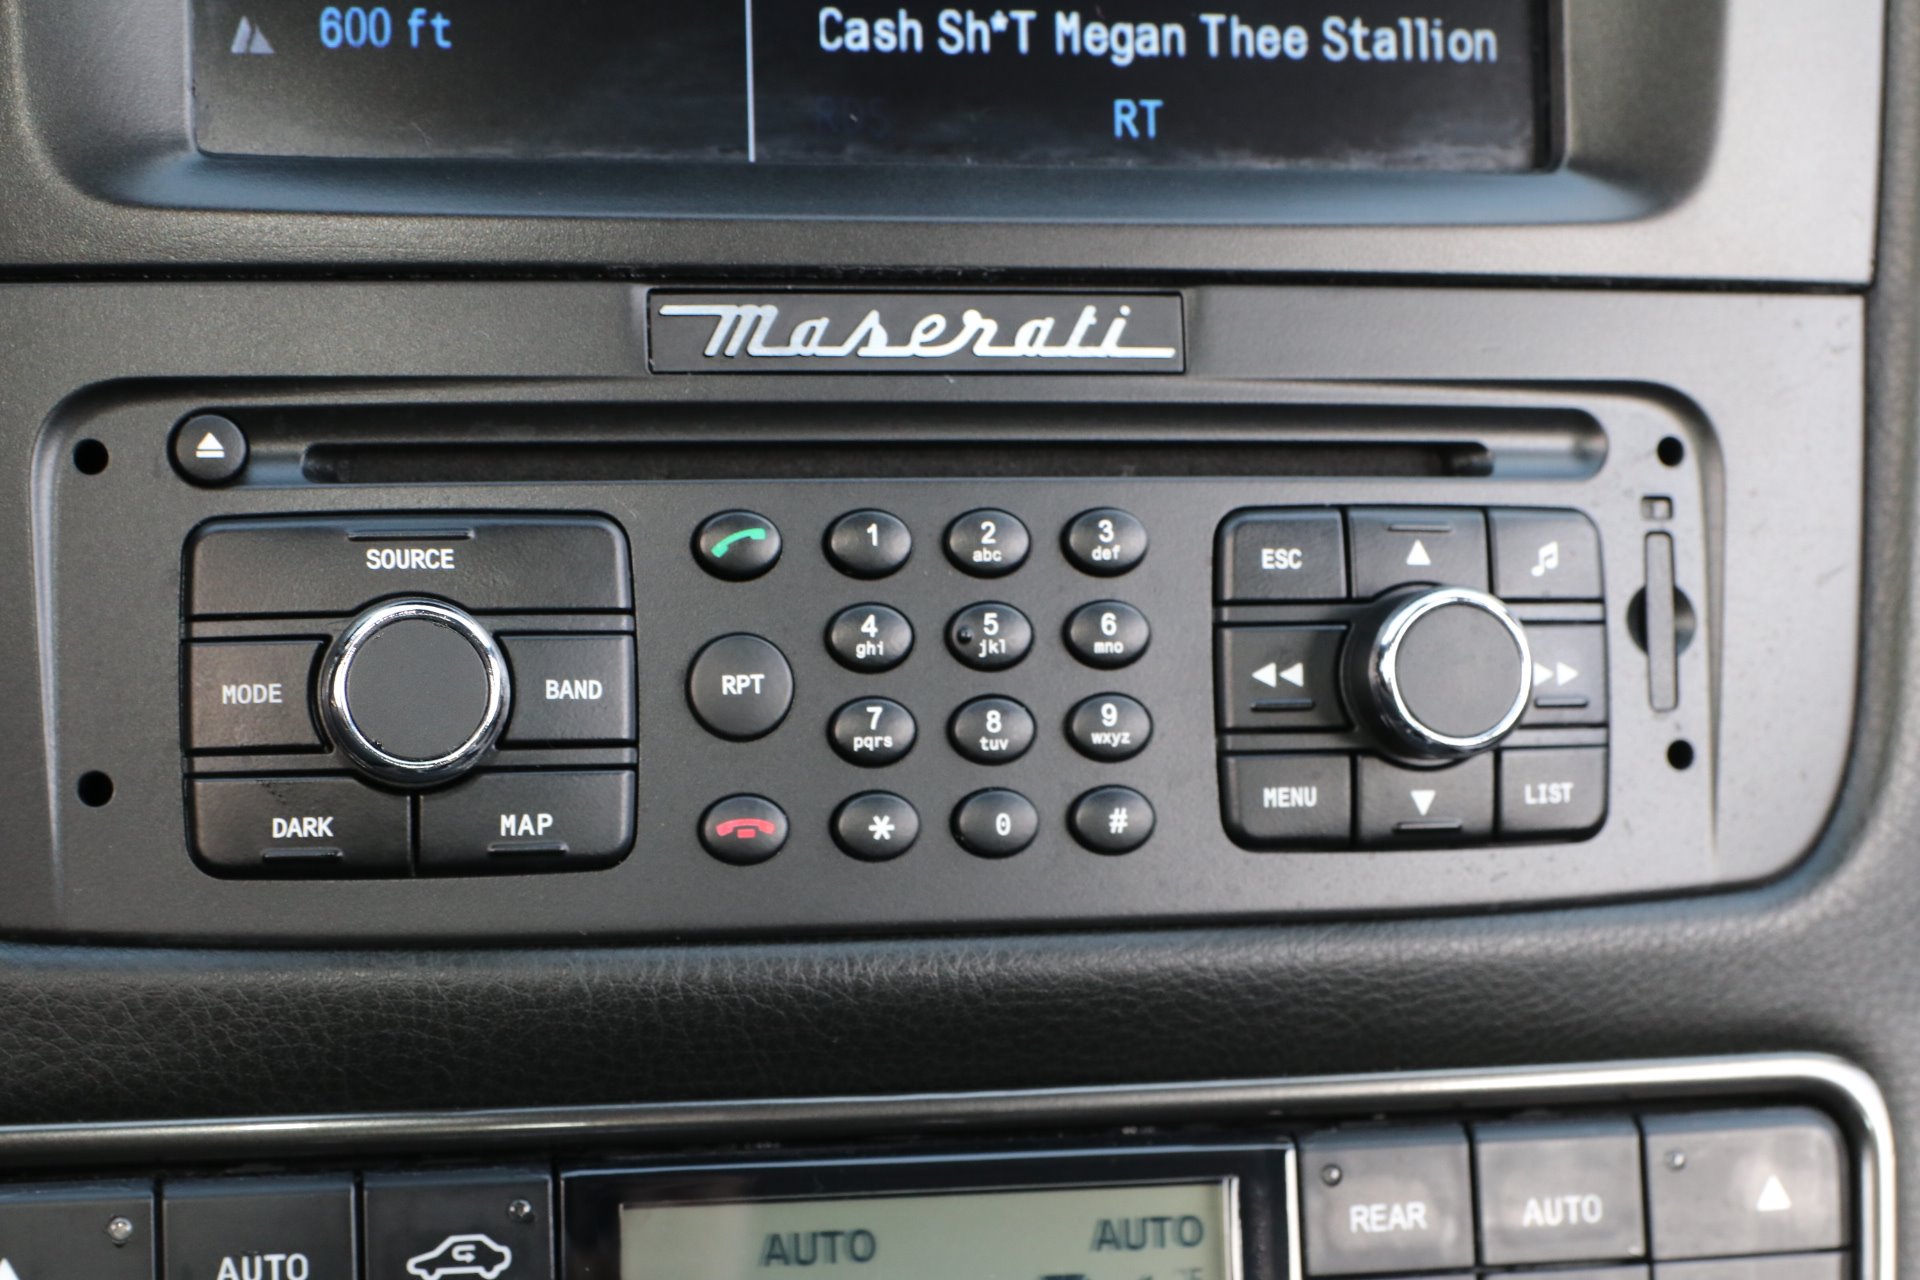 600 ft
Cash Sh*T Megan Thee Stallion
RDS
RT
Maserati
SOURCE
MODE
BAND
DARK
MAP
RPT
1
2
abc
3
def
4
ghi
5
jkl
6
mno
7
pqrs
8
tuv
9
wxyz
*
0
#
ESC
MENU
LIST
AUTO
AUTO
AUTO
REAR
AUTO